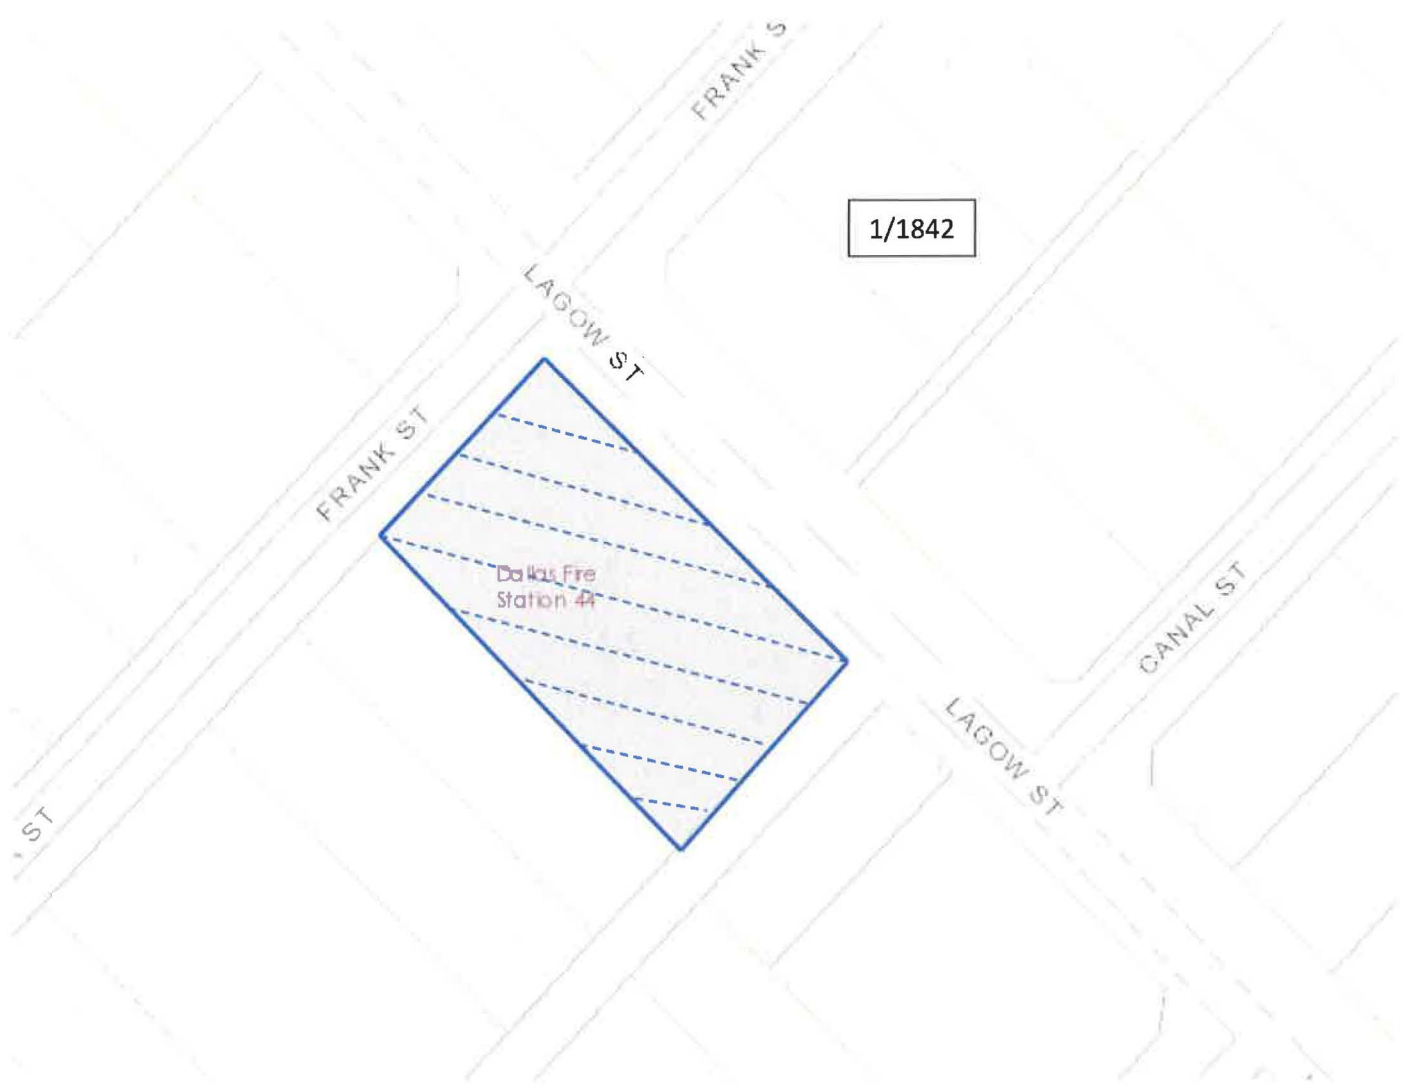 FRANK S
1/1842
LAGOW ST
FRANK ST
Dallas Fire
Station 44
CANAL ST
LAGOW ST
ST